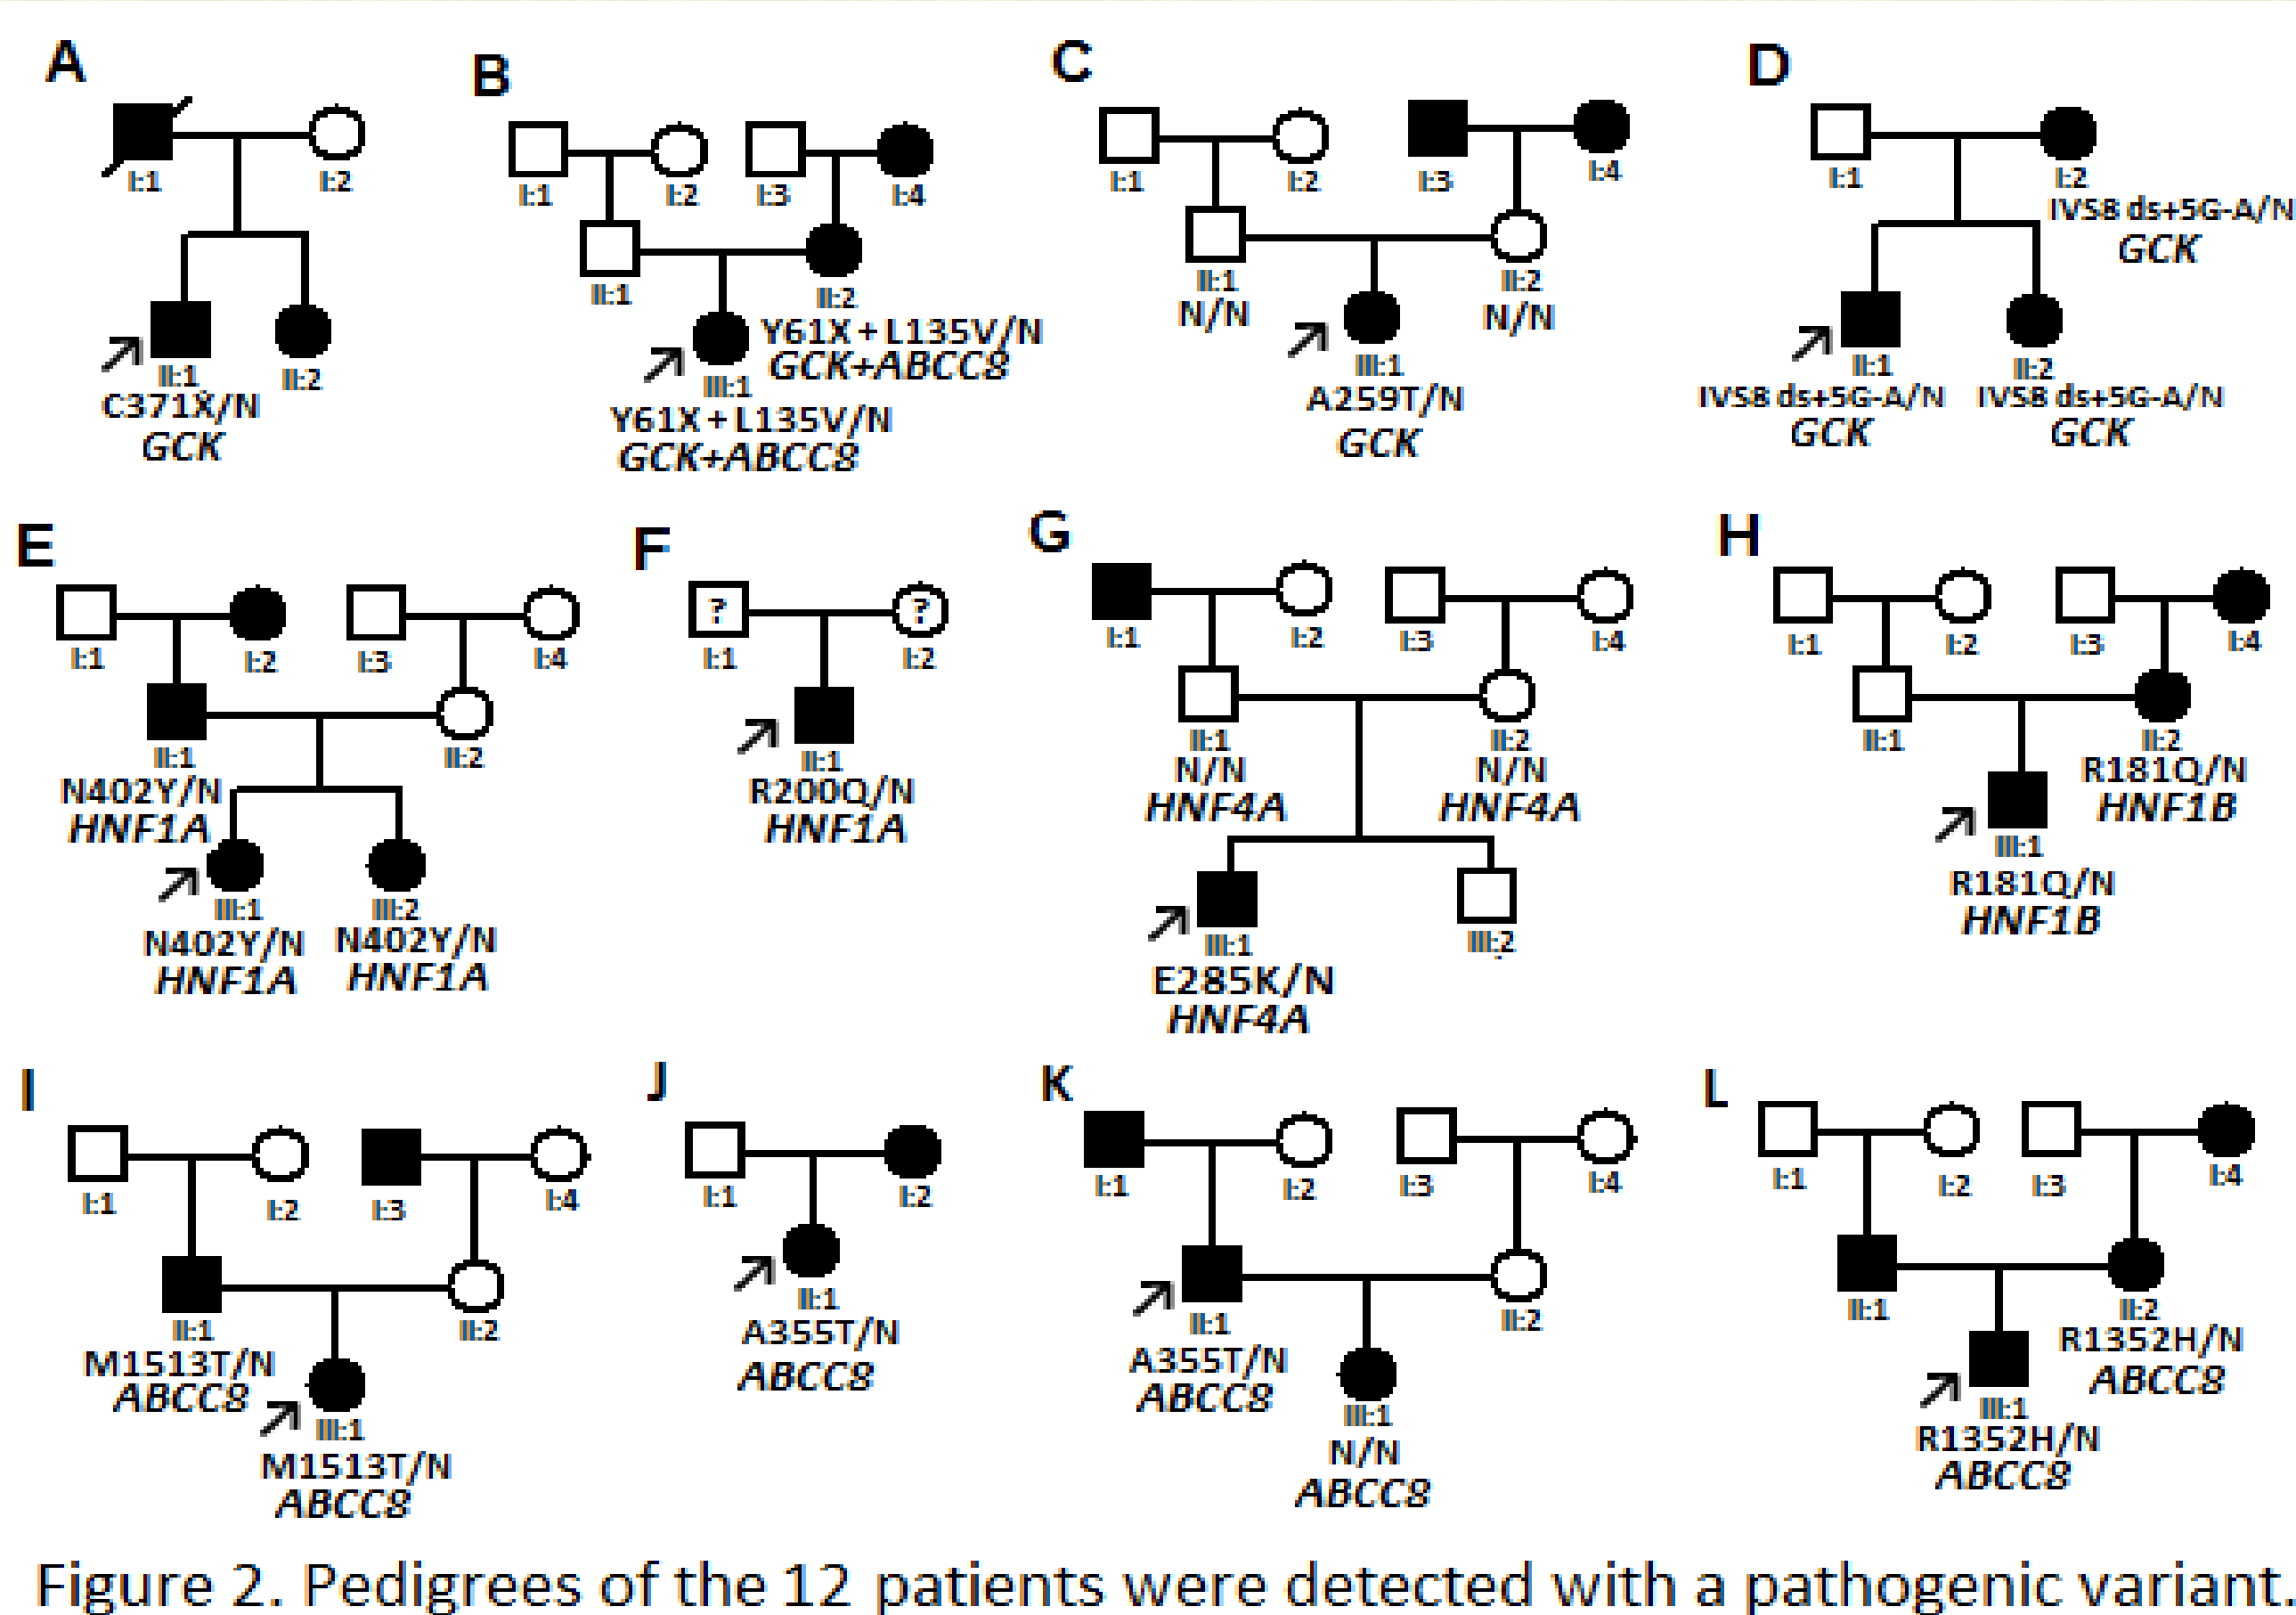 A
I:1
I:2
II:1
II:2
C371X/N
GCK
B
I:1
I:2
I:3
I:4
II:1
II:2
Y61X + L135V/N
GCK+ABCC8
III:1
Y61X + L135V/N
GCK+ABCC8
C
I:1
I:2
I:3
I:4
II:1
N/N
II:2
N/N
III:1
A259T/N
GCK
D
I:1
I:2
IVS8 ds+5G-A/N
GCK
II:1
IVS8 ds+5G-A/N
GCK
II:2
IVS8 ds+5G-A/N
GCK
E
I:1
I:2
I:3
I:4
II:1
N402Y/N
HNF1A
II:2
III:1
N402Y/N
HNF1A
III:2
N402Y/N
HNF1A
F
?
?
I:1
I:2
II:1
R200Q/N
HNF1A
G
I:1
I:2
I:3
I:4
II:1
N/N
HNF4A
II:2
N/N
HNF4A
III:1
E285K/N
HNF4A
III:2
H
I:1
I:2
I:3
I:4
II:1
II:2
R181Q/N
HNF1B
III:1
R181Q/N
HNF1B
I
I:1
I:2
I:3
I:4
II:1
M1513T/N
ABCC8
II:2
III:1
M1513T/N
ABCC8
J
I:1
I:2
II:1
A355T/N
ABCC8
K
I:1
I:2
I:3
I:4
II:1
A355T/N
ABCC8
II:2
III:1
N/N
ABCC8
L
I:1
I:2
I:3
I:4
II:1
II:2
R1352H/N
ABCC8
III:1
R1352H/N
ABCC8
Figure 2. Pedigrees of the 12 patients were detected with a pathogenic variant.